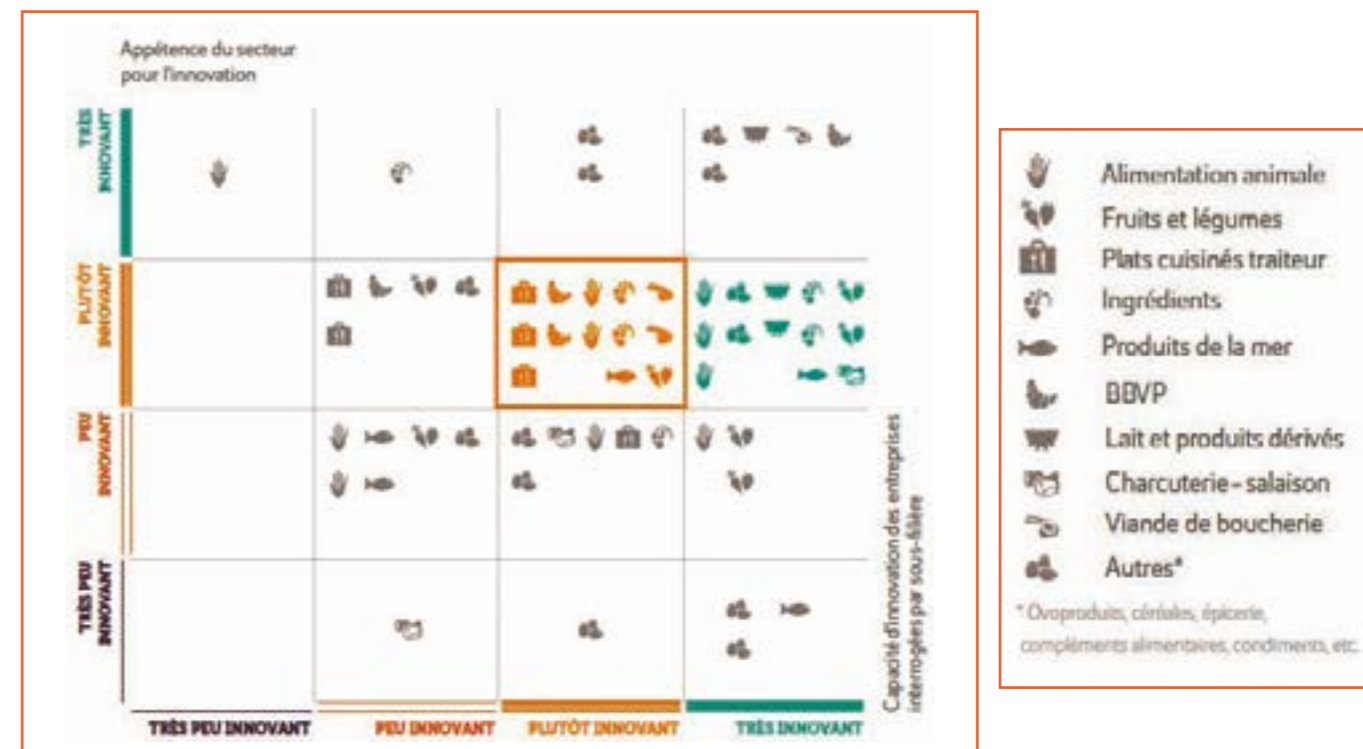 Appétence du secteur
pour l'innovation
TRÈS
INNOVANT
PLUTÔT
INNOVANT
PEU
INNOVANT
TRÈS PEU
INNOVANT
TRÈS PEU INNOVANT
PEU INNOVANT
PLUTÔT INNOVANT
TRÈS INNOVANT
Capacité d'innovation des entreprises
interrogées par sous-filière
Alimentation animale
Fruits et légumes
Plats cuisinés traiteur
Ingrédients
Produits de la mer
BBVP
Lait et produits dérivés
Charcuterie - salaison
Viande de boucherie
Autres*
* Ovoproduits, céréales, épicerie,
compléments alimentaires, condiments, etc.